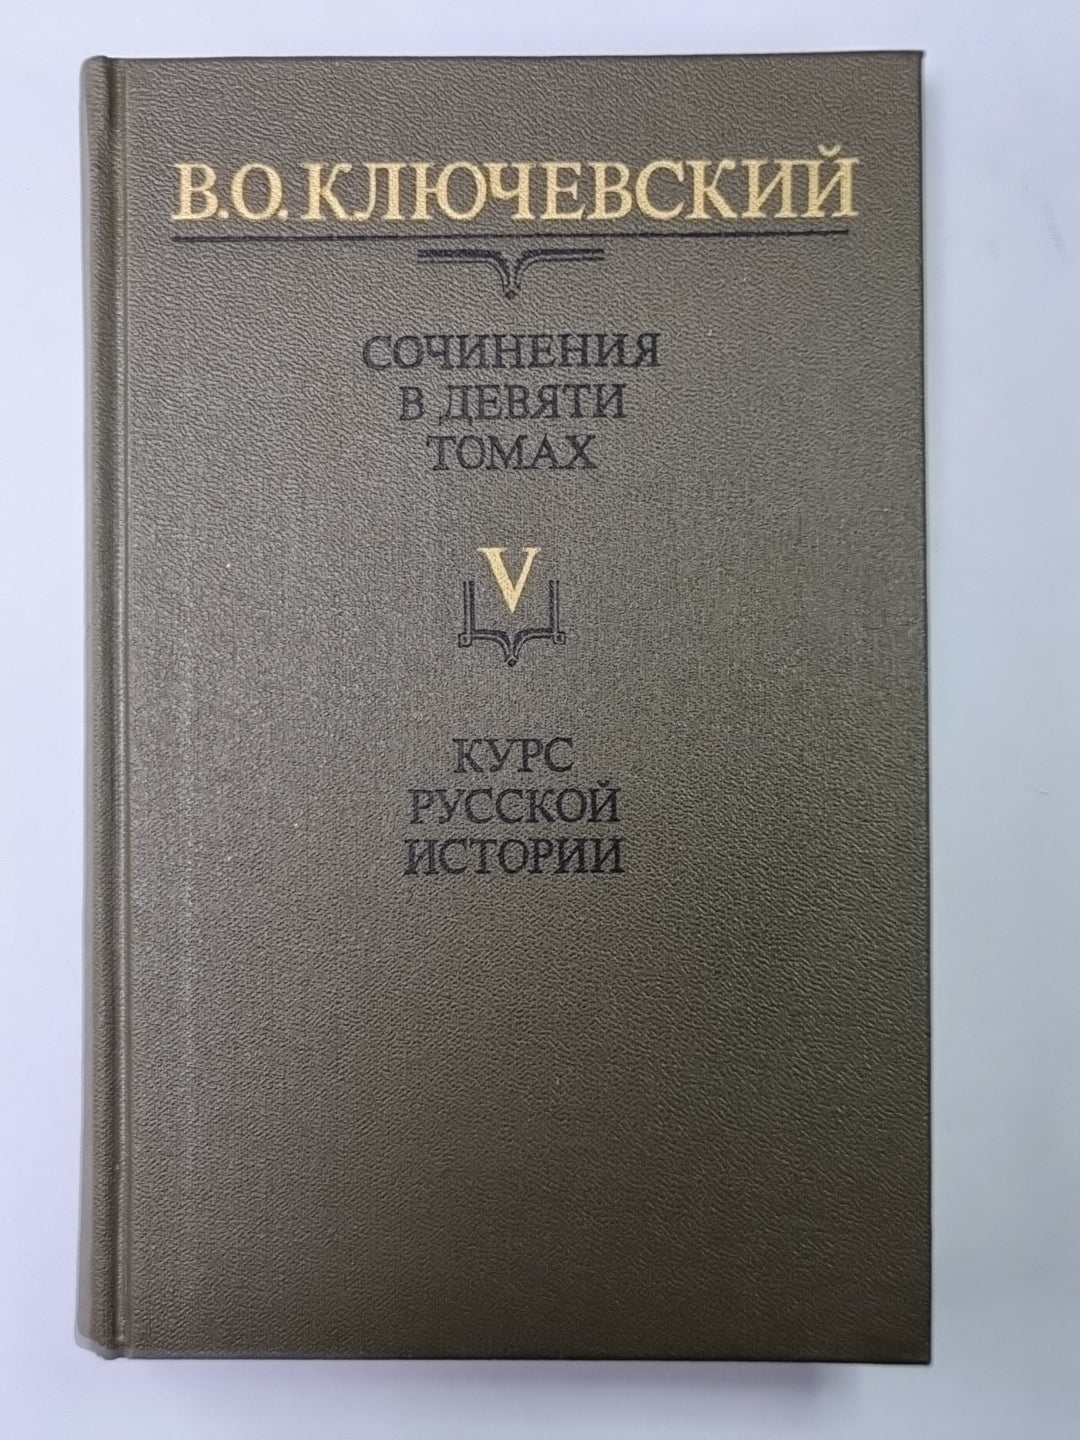 В.О.КЛЮЧЕВСКИЙ
СОЧИНЕНИЯ
В ДЕВЯТИ
ТОМАХ
V
КУРС
РУССКОЙ
ИСТОРИИ